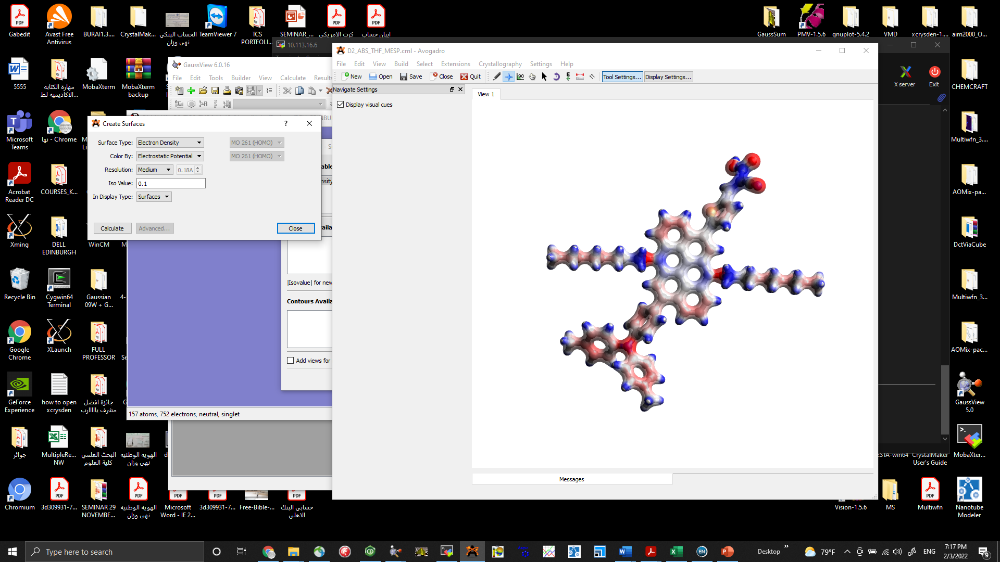 Gabedit
Avast Free
Antivirus
BURAI1.3....
CrystalMak...
الحساب البنكي
نهى وزان
TeamViewer 7
TCS
PORTFOLI...
SEMINAR_...
كرت الامريكي
ايبان حساب
GaussSum
PMV-1.5.6
gnuplot-5.4.2
VMD
xcrysden-1....
aim2000_O...
10.113.16.6
5555
مهارة الكتابه
الاكاديميه لط...
MobaXterm
MobaXterm
backup
GaussView 6.0.16
File Edit Tools Builder View Calculate Results
D2_ABS_THF_MESP.cml - Avogadro
File Edit View Build Select Extensions Crystallography Settings Help
New Open Save Close Quit
Tool Settings... Display Settings...
Navigate Settings
Display visual cues
View 1
Messages
X server
Exit
CHEMCRAFT
Microsoft
Teams
نها - Chrome
Multiwfn_3....
Create Surfaces
?
Surface Type: Electron Density MO 261 (HOMO)
Color By: Electrostatic Potential MO 261 (HOMO)
Resolution: Medium 0.18A
Iso Value: 0.1
In Display Type: Surfaces
Calculate Advanced... Close
|Isovalue| for new
Contours Availa
Add views for
157 atoms, 752 electrons, neutral, singlet
Acrobat
Reader DC
COURSES_K...
AOMix-pa...
Xming
DELL
EDINBURGH
WinCM
DctViaCube
Recycle Bin
Cygwin64
Terminal
Gaussian
09W + G...
Multiwfn_3...
Google
Chrome
XLaunch
FULL
PROFESSOR
AOMix-pac...
GeForce
Experience
how to open
xcrysden
جائزة افضل
مشرف يااااارب
GaussView
5.0
جوائز
MultipleRe...
NW
البحث العلمي
كلية العلوم
الهويه الوطنيه
نهى وزان
ESTA-win64
CrystalMaker
User's Guide
MobaXter...
Chromium
3d309931-7...
SEMINAR 29
NOVEMBE...
الهويه الوطنيه
نهى وزان
Microsoft
Word - IE 2...
3d309931-7...
Free-Bible-...
حسابي البنك
الاهلي
Vision-1.5.6
MS
Multiwfn
Nanotube
Modeler
Type here to search
Desktop
79°F
ENG
7:17 PM
2/3/2022
9